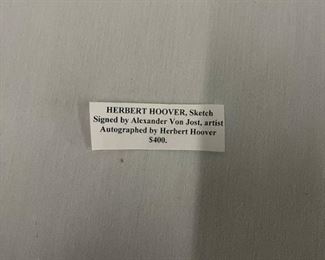 HERBERT HOOVER, Sketch
Signed by Alexander Von Jost, artist
Autographed by Herbert Hoover
$400.